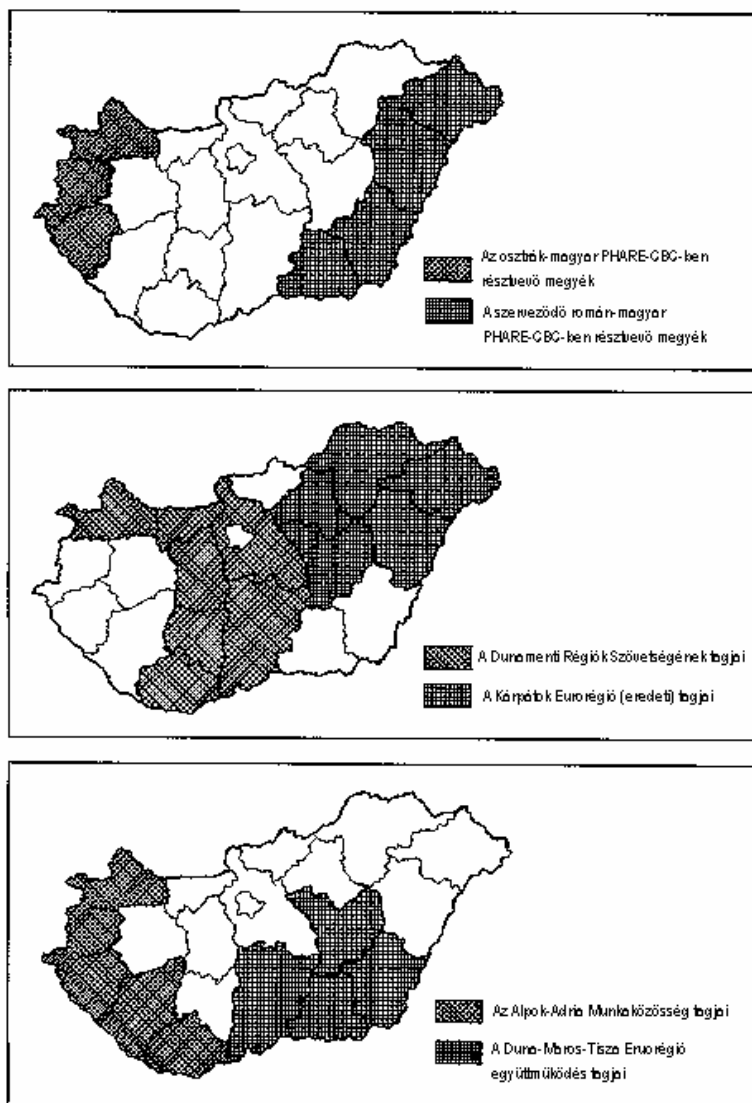 Az osztrák-magyar PHARE-CBC-ben
résztvevő megyék
A szerveződő román-magyar
PHARE-CBC-ben résztvevő megyék
A Dunamenti Régiók Szövetségének tagjai
A Kárpátok Eurorégió (eredeti) tagjai
Az Alpok-Adria Munkaközösség tagjai
A Duna-Maros-Tisza Eruorégió
együttműködés tagjai